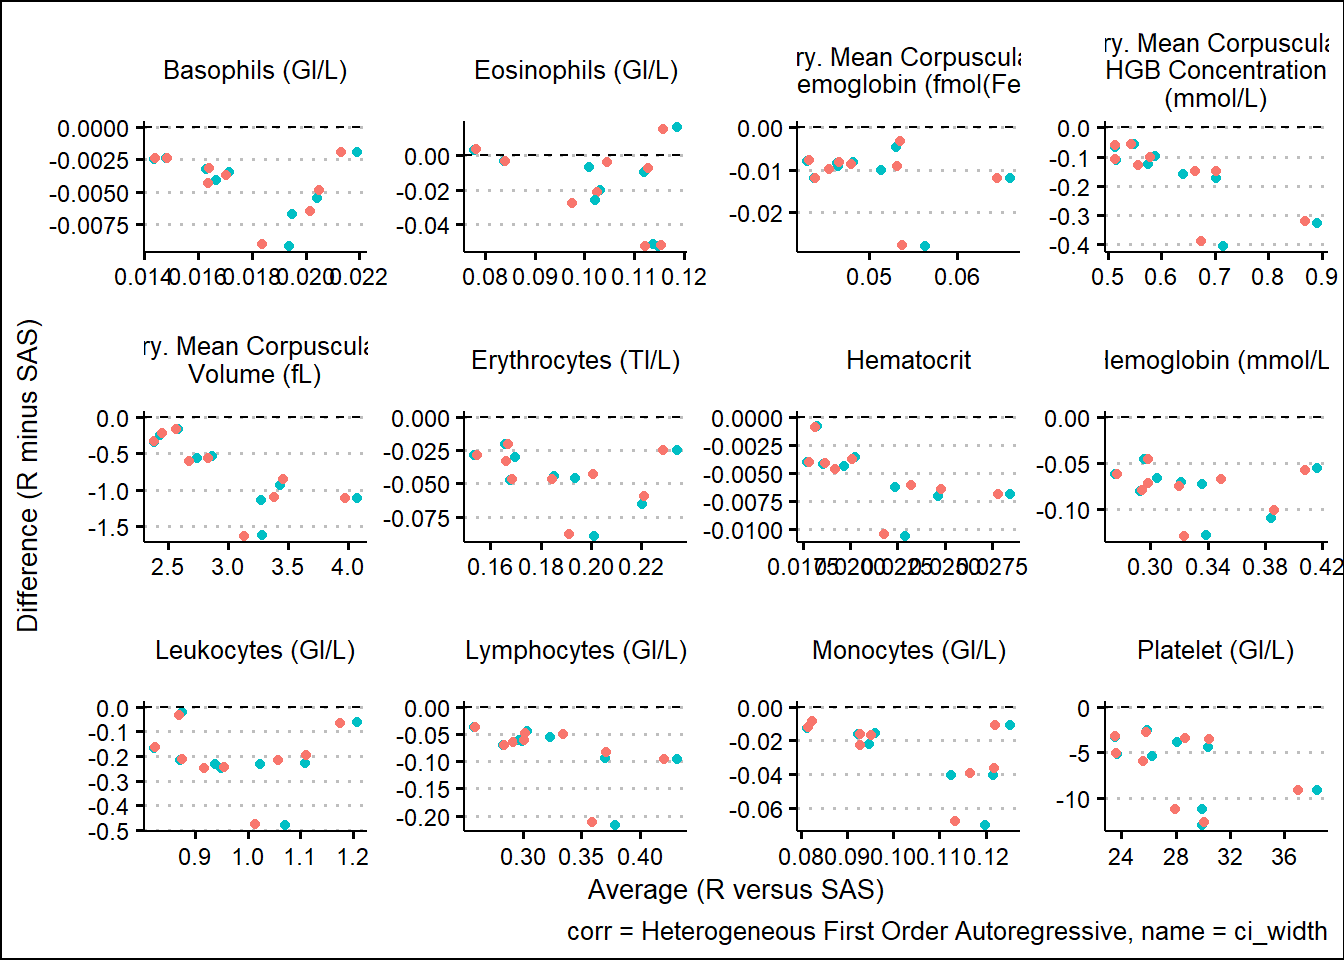 Basophils (GI/L)
Eosinophils (GI/L)
ry. Mean Corpuscula
emoglobin (fmol(Fe
ry. Mean Corpuscula
HGB Concentration
(mmol/L)
0.0000
-0.0025
-0.0050
-0.0075
0.014 0.016 0.018 0.020 0.022
0.00
-0.02
-0.04
0.08 0.09 0.10 0.11 0.12
0.00
-0.01
-0.02
0.05 0.06
0.0
-0.1
-0.2
-0.3
-0.4
0.5 0.6 0.7 0.8 0.9
ry. Mean Corpuscula
Volume (fL)
Erythrocytes (TI/L)
Hematocrit
Hemoglobin (mmol/L
0.0
-0.5
-1.0
-1.5
2.5 3.0 3.5 4.0
0.000
-0.025
-0.050
-0.075
0.16 0.18 0.20 0.22
0.0000
-0.0025
-0.0050
-0.0075
-0.0100
0.0175 0.0200 0.0225 0.0250 0.0275
0.00
-0.05
-0.10
0.30 0.34 0.38 0.42
Leukocytes (GI/L)
Lymphocytes (GI/L)
Monocytes (GI/L)
Platelet (GI/L)
0.0
-0.1
-0.2
-0.3
-0.4
-0.5
0.9 1.0 1.1 1.2
0.00
-0.05
-0.10
-0.15
-0.20
0.30 0.35 0.40
0.00
-0.02
-0.04
-0.06
0.08 0.09 0.10 0.11 0.12
0
-5
-10
24 28 32 36
Difference (R minus SAS)
Average (R versus SAS)
corr = Heterogeneous First Order Autoregressive, name = ci_width